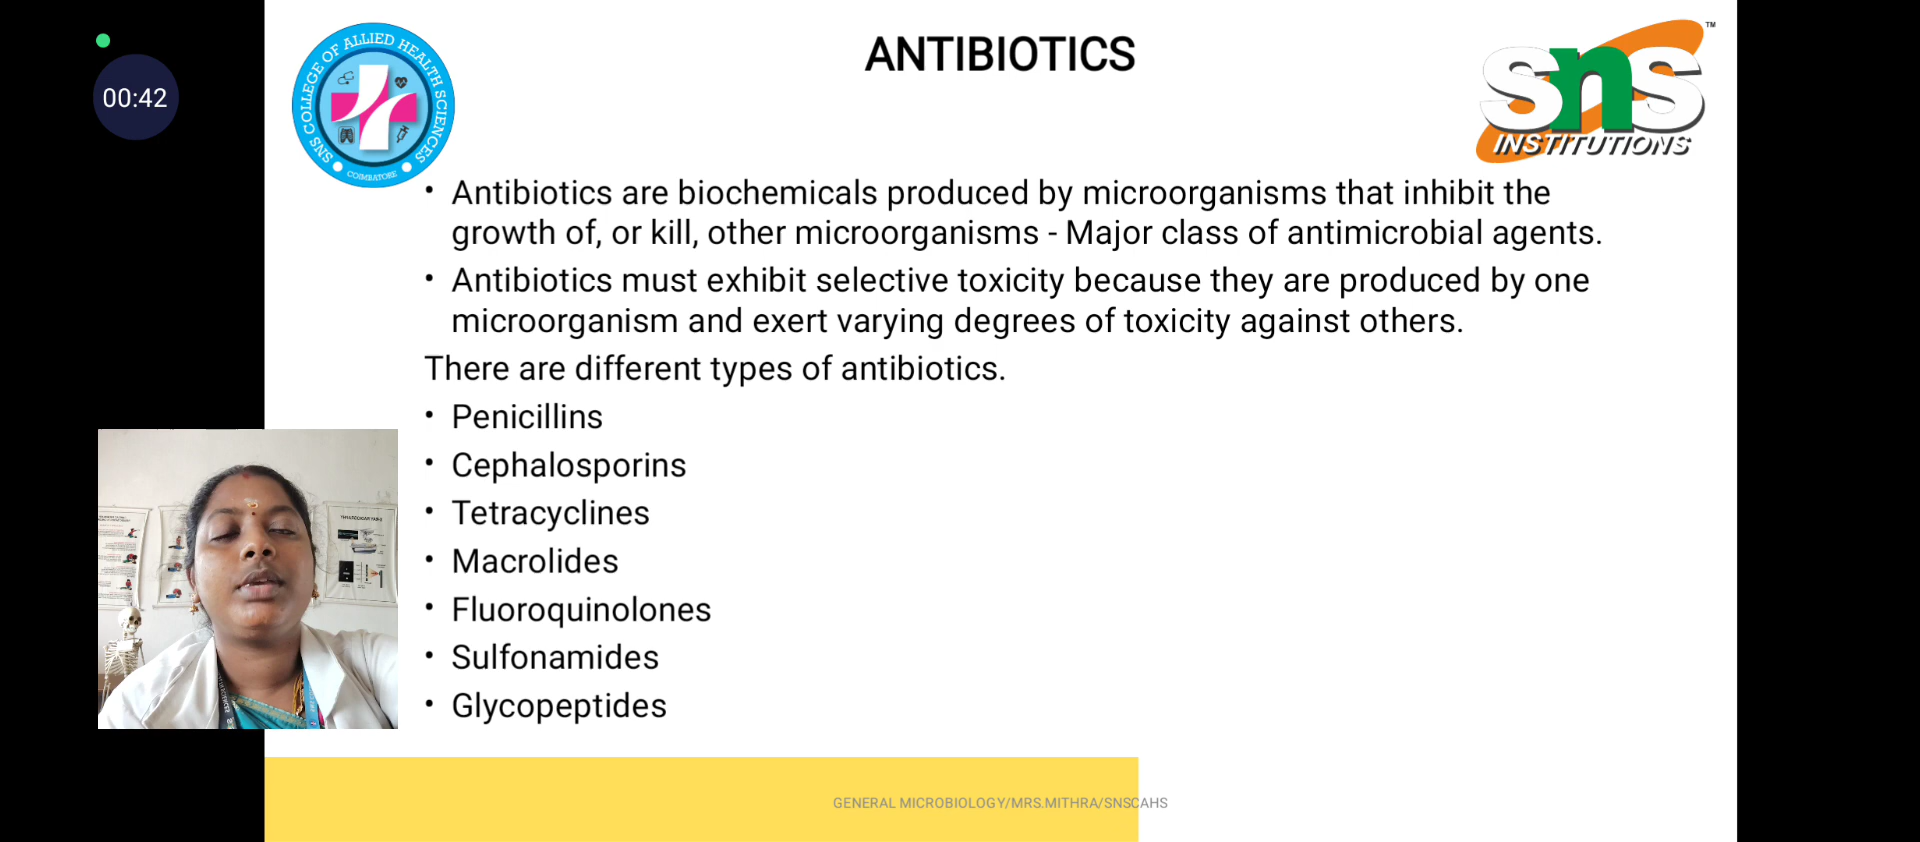 00:42
SNS COLLEGE OF ALLIED HEALTH SCIENCES
COIMBATORE
ANTIBIOTICS
TM
sns
INSTITUTIONS
• Antibiotics are biochemicals produced by microorganisms that inhibit the
growth of, or kill, other microorganisms - Major class of antimicrobial agents.
• Antibiotics must exhibit selective toxicity because they are produced by one
microorganism and exert varying degrees of toxicity against others.
There are different types of antibiotics.
• Penicillins
• Cephalosporins
• Tetracyclines
• Macrolides
• Fluoroquinolones
• Sulfonamides
• Glycopeptides
GENERAL MICROBIOLOGY/MRS.MITHRA/SNSCAHS